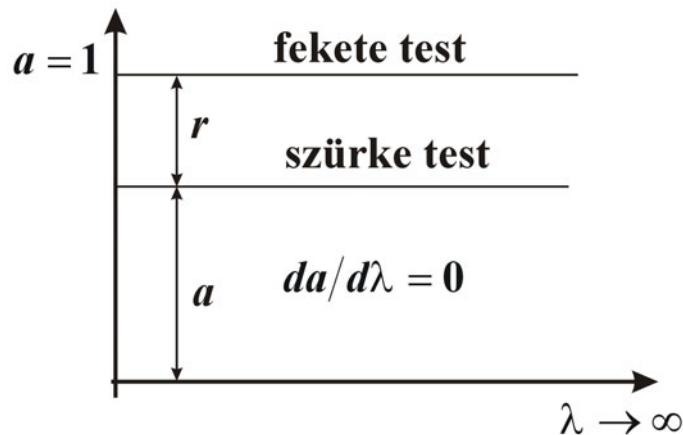 fekete test
a = 1
r
szürke test
a
da/dλ = 0
λ → ∞